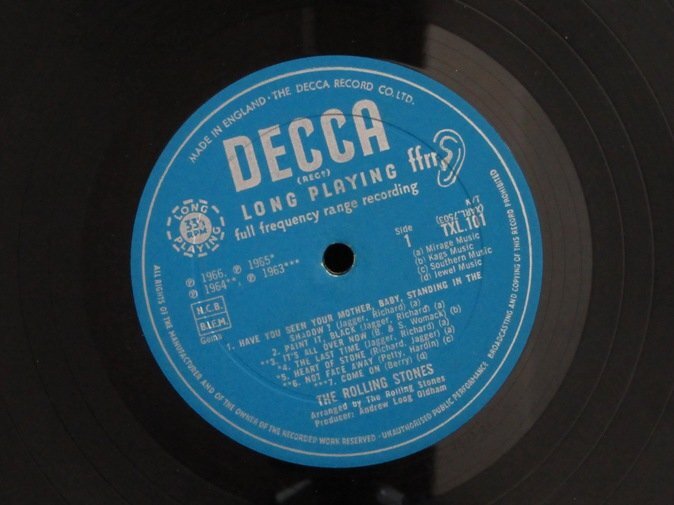 MADE IN ENGLAND · THE DECCA RECORD CO. LTD.
DECCA
(REGD)
LONG PLAYING ffrr
full frequency range recording
LONG PLAYING
33⅓
RPM
K/T
(XARL.7503)
Side TXL.101
1
(a) Mirage Music
(b) Kags Music
(c) Southern Music
(d) Jewel Music
℗ 1966, ℗ 1965*
℗ 1964**, ℗ 1963***
N.C.B.
B.I.E.M.
Gema
1. HAVE YOU SEEN YOUR MOTHER, BABY, STANDING IN THE
SHADOW? (Jagger, Richard) (a)
2. PAINT IT, BLACK (Jagger, Richard) (a)
**3. IT'S ALL OVER NOW (B & S. Womack) (b)
*4. THE LAST TIME (Jagger, Richard) (a)
*5. HEART OF STONE (Richard, Jagger) (a)
**6. NOT FADE AWAY (Petty, Hardin) (c)
***7. COME ON (Berry) (d)
THE ROLLING STONES
Arranged by The Rolling Stones
Producer: Andrew Loog Oldham
ALL RIGHTS OF THE MANUFACTURER AND OF THE OWNER OF THE RECORDED WORK RESERVED · UNAUTHORISED PUBLIC PERFORMANCE, BROADCASTING AND COPYING OF THIS RECORD PROHIBITED